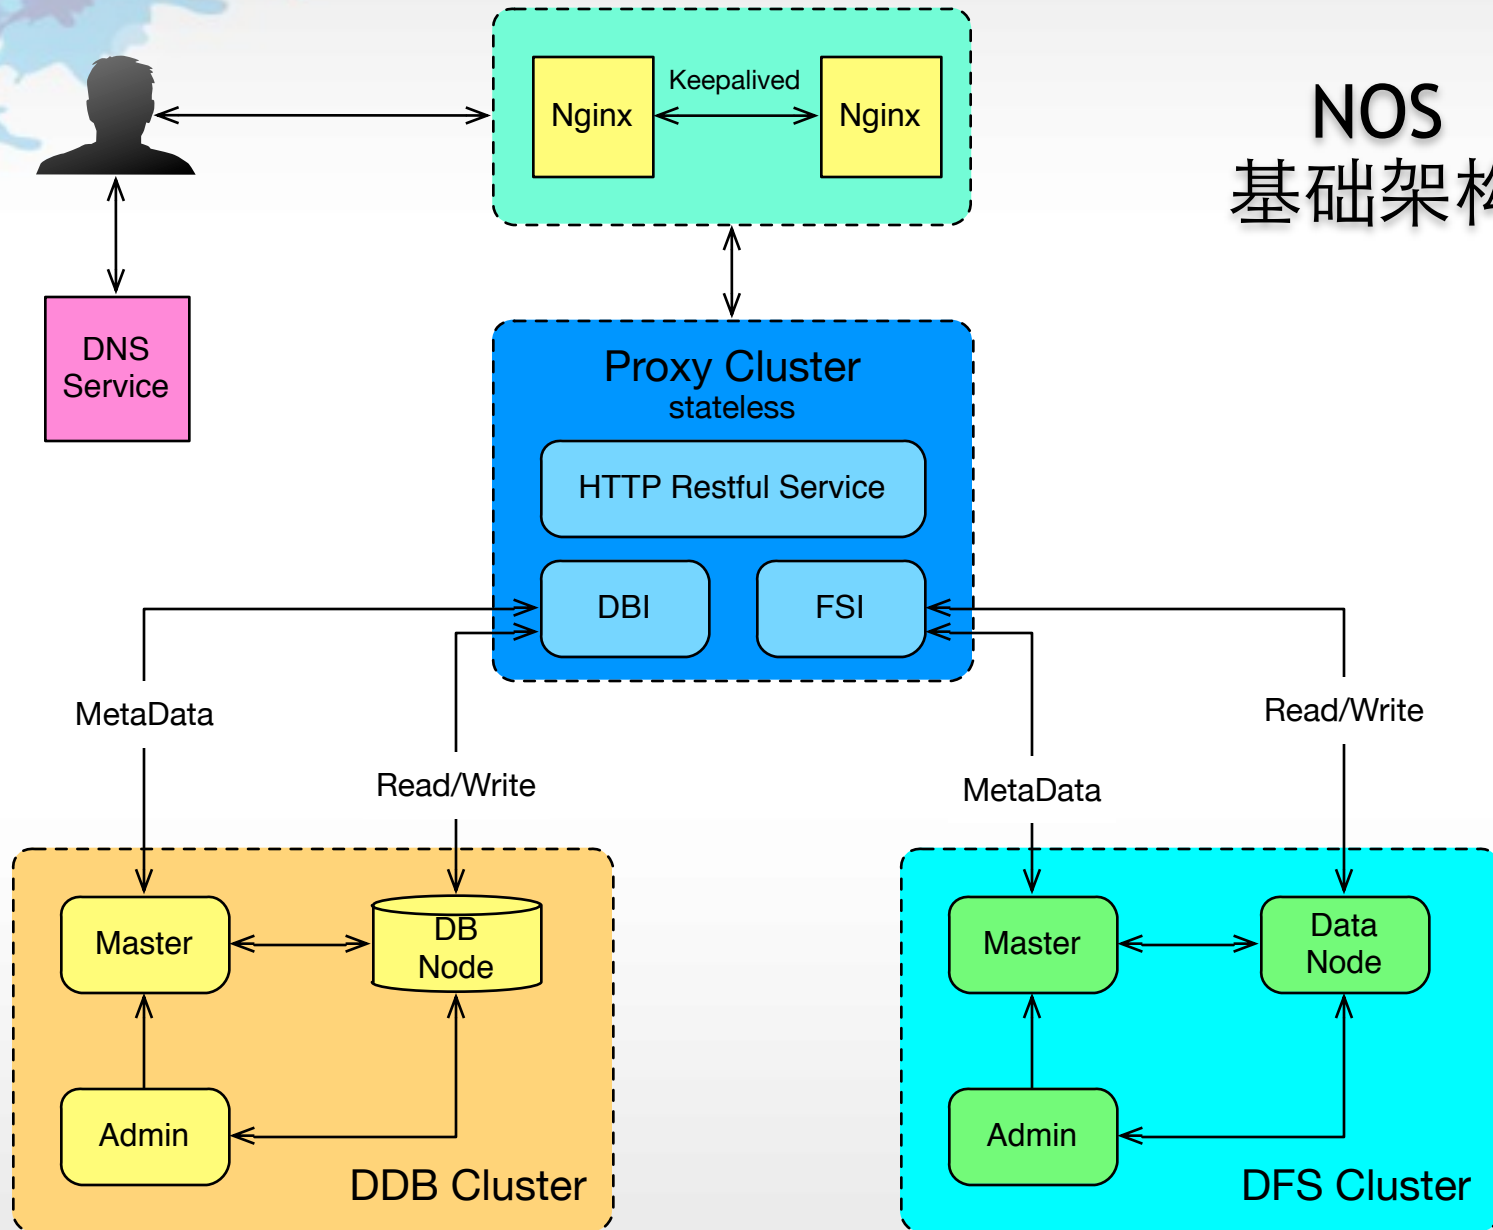 NOS
基础架构
Keepalived
Nginx
Nginx
DNS
Service
Proxy Cluster
stateless
HTTP Restful Service
DBI
FSI
MetaData
Read/Write
Read/Write
MetaData
Master
DB
Node
Admin
DDB Cluster
Master
Data
Node
Admin
DFS Cluster